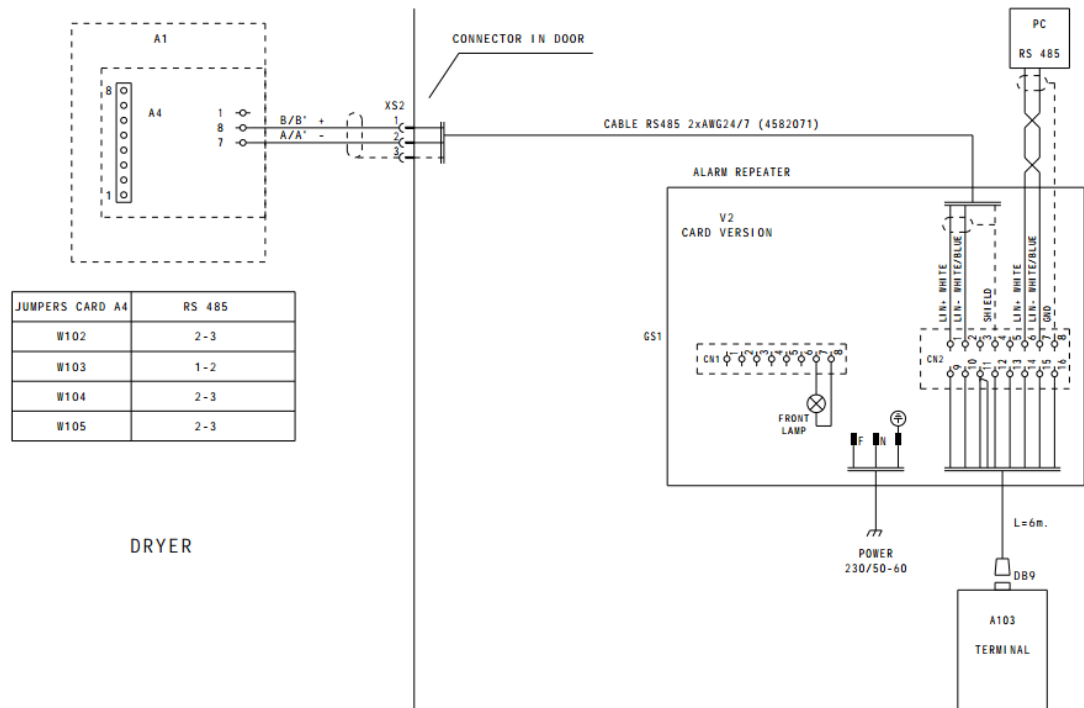 A1
A4
8
1
1
8
7
B/B' +
A/A' -
XS2
1
2
3
CONNECTOR IN DOOR
CABLE RS485 2xAWG24/7 (4582071)
PC
RS 485
ALARM REPEATER
V2
CARD VERSION
LIN+ WHITE
LIN- WHITE/BLUE
SHIELD
LIN+ WHITE
LIN- WHITE/BLUE
GND
GS1
CN1
1 2 3 4 5 6 7 8
CN2
1 2 3 4 5 6 7 8
9 10 11 12 13 14 15 16
FRONT
LAMP
F N
POWER
230/50-60
L=6m.
DB9
A103
TERMINAL
JUMPERS CARD A4 RS 485
W102 2-3
W103 1-2
W104 2-3
W105 2-3
DRYER